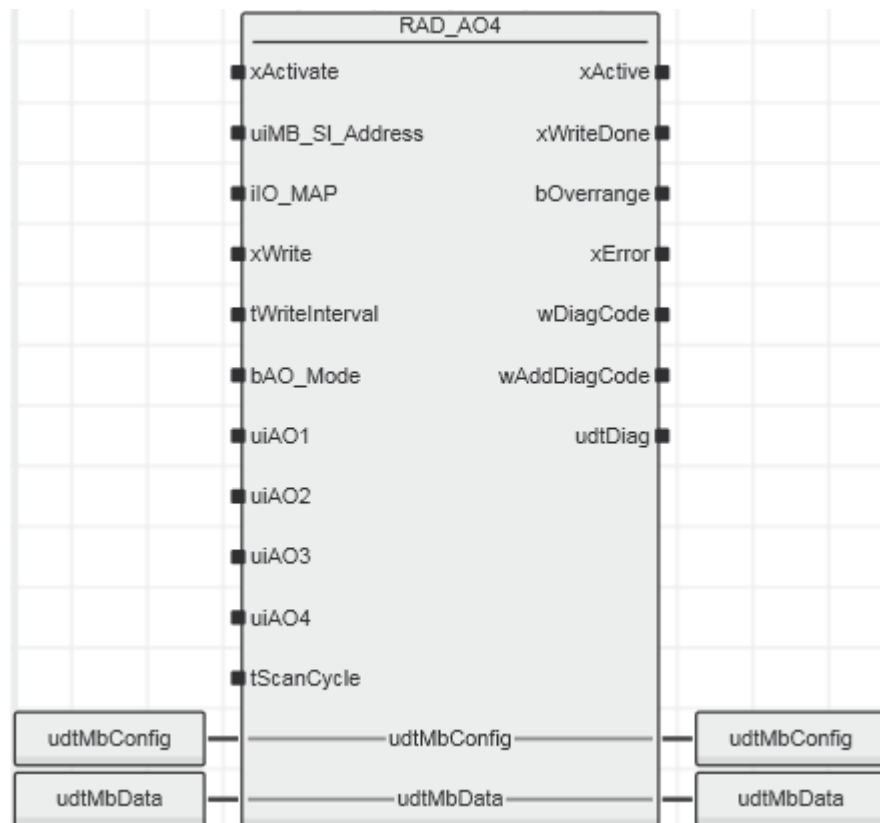 RAD_AO4
xActivate xActive
uiMB_SI_Address xWriteDone
iIO_MAP bOverrange
xWrite xError
tWriteInterval wDiagCode
bAO_Mode wAddDiagCode
uiAO1 udtDiag
uiAO2
uiAO3
uiAO4
tScanCycle
udtMbConfig udtMbConfig udtMbConfig
udtMbData udtMbData udtMbData